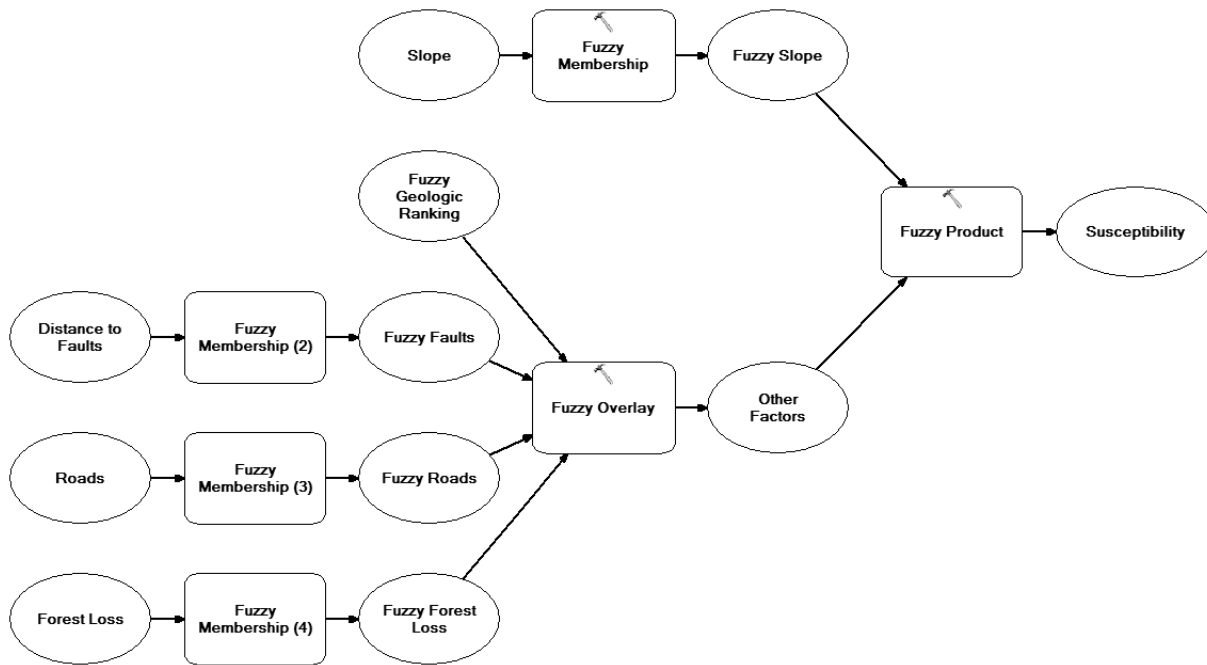 Slope
Fuzzy
Membership
Fuzzy Slope
Fuzzy
Geologic
Ranking
Fuzzy Product
Susceptibility
Distance to
Faults
Fuzzy
Membership (2)
Fuzzy Faults
Fuzzy Overlay
Other
Factors
Roads
Fuzzy
Membership (3)
Fuzzy Roads
Forest Loss
Fuzzy
Membership (4)
Fuzzy Forest
Loss